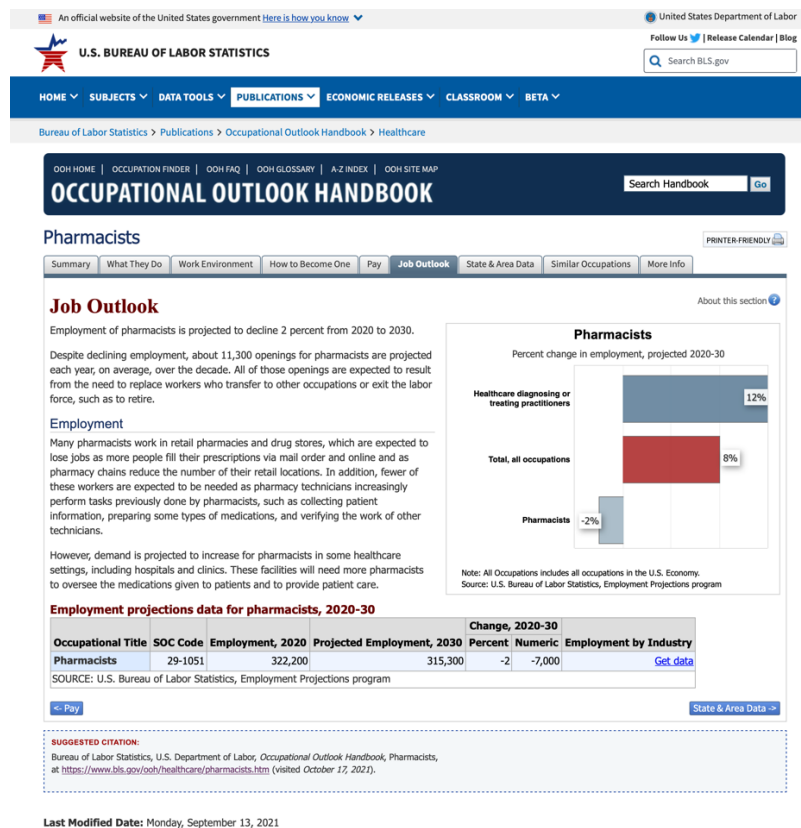 An official website of the United States government Here is how you know
United States Department of Labor
Follow Us | Release Calendar | Blog
U.S. BUREAU OF LABOR STATISTICS
Search BLS.gov
HOME SUBJECTS DATA TOOLS PUBLICATIONS ECONOMIC RELEASES CLASSROOM BETA
Bureau of Labor Statistics > Publications > Occupational Outlook Handbook > Healthcare
OOH HOME | OCCUPATION FINDER | OOH FAQ | OOH GLOSSARY | A-Z INDEX | OOH SITE MAP
OCCUPATIONAL OUTLOOK HANDBOOK
Search Handbook Go
Pharmacists
PRINTER-FRIENDLY
Summary What They Do Work Environment How to Become One Pay Job Outlook State & Area Data Similar Occupations More Info
About this section ?
Job Outlook
Employment of pharmacists is projected to decline 2 percent from 2020 to 2030.
Despite declining employment, about 11,300 openings for pharmacists are projected
each year, on average, over the decade. All of those openings are expected to result
from the need to replace workers who transfer to other occupations or exit the labor
force, such as to retire.
Employment
Many pharmacists work in retail pharmacies and drug stores, which are expected to
lose jobs as more people fill their prescriptions via mail order and online and as
pharmacy chains reduce the number of their retail locations. In addition, fewer of
these workers are expected to be needed as pharmacy technicians increasingly
perform tasks previously done by pharmacists, such as collecting patient
information, preparing some types of medications, and verifying the work of other
technicians.
However, demand is projected to increase for pharmacists in some healthcare
settings, including hospitals and clinics. These facilities will need more pharmacists
to oversee the medications given to patients and to provide patient care.
Pharmacists
Percent change in employment, projected 2020-30
Healthcare diagnosing or
treating practitioners
12%
Total, all occupations
8%
Pharmacists
-2%
Note: All Occupations includes all occupations in the U.S. Economy.
Source: U.S. Bureau of Labor Statistics, Employment Projections program
Employment projections data for pharmacists, 2020-30
Change, 2020-30
Occupational Title SOC Code Employment, 2020 Projected Employment, 2030 Percent Numeric Employment by Industry
Pharmacists 29-1051 322,200 315,300 -2 -7,000 Get data
SOURCE: U.S. Bureau of Labor Statistics, Employment Projections program
<- Pay
State & Area Data ->
SUGGESTED CITATION:
Bureau of Labor Statistics, U.S. Department of Labor, Occupational Outlook Handbook, Pharmacists,
at https://www.bls.gov/ooh/healthcare/pharmacists.htm (visited October 17, 2021).
Last Modified Date: Monday, September 13, 2021